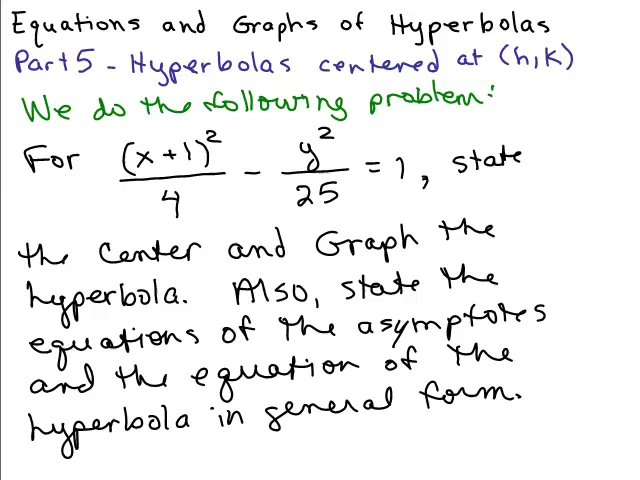 Equations and Graphs of Hyperbolas
Part 5 - Hyperbolas centered at (h,k)
We do the following problem:
For (x+1)²/4 - y²/25 = 1, state
the center and Graph the
hyperbola. Also, state the
equations of the asymptotes
and the equation of the
hyperbola in general form.